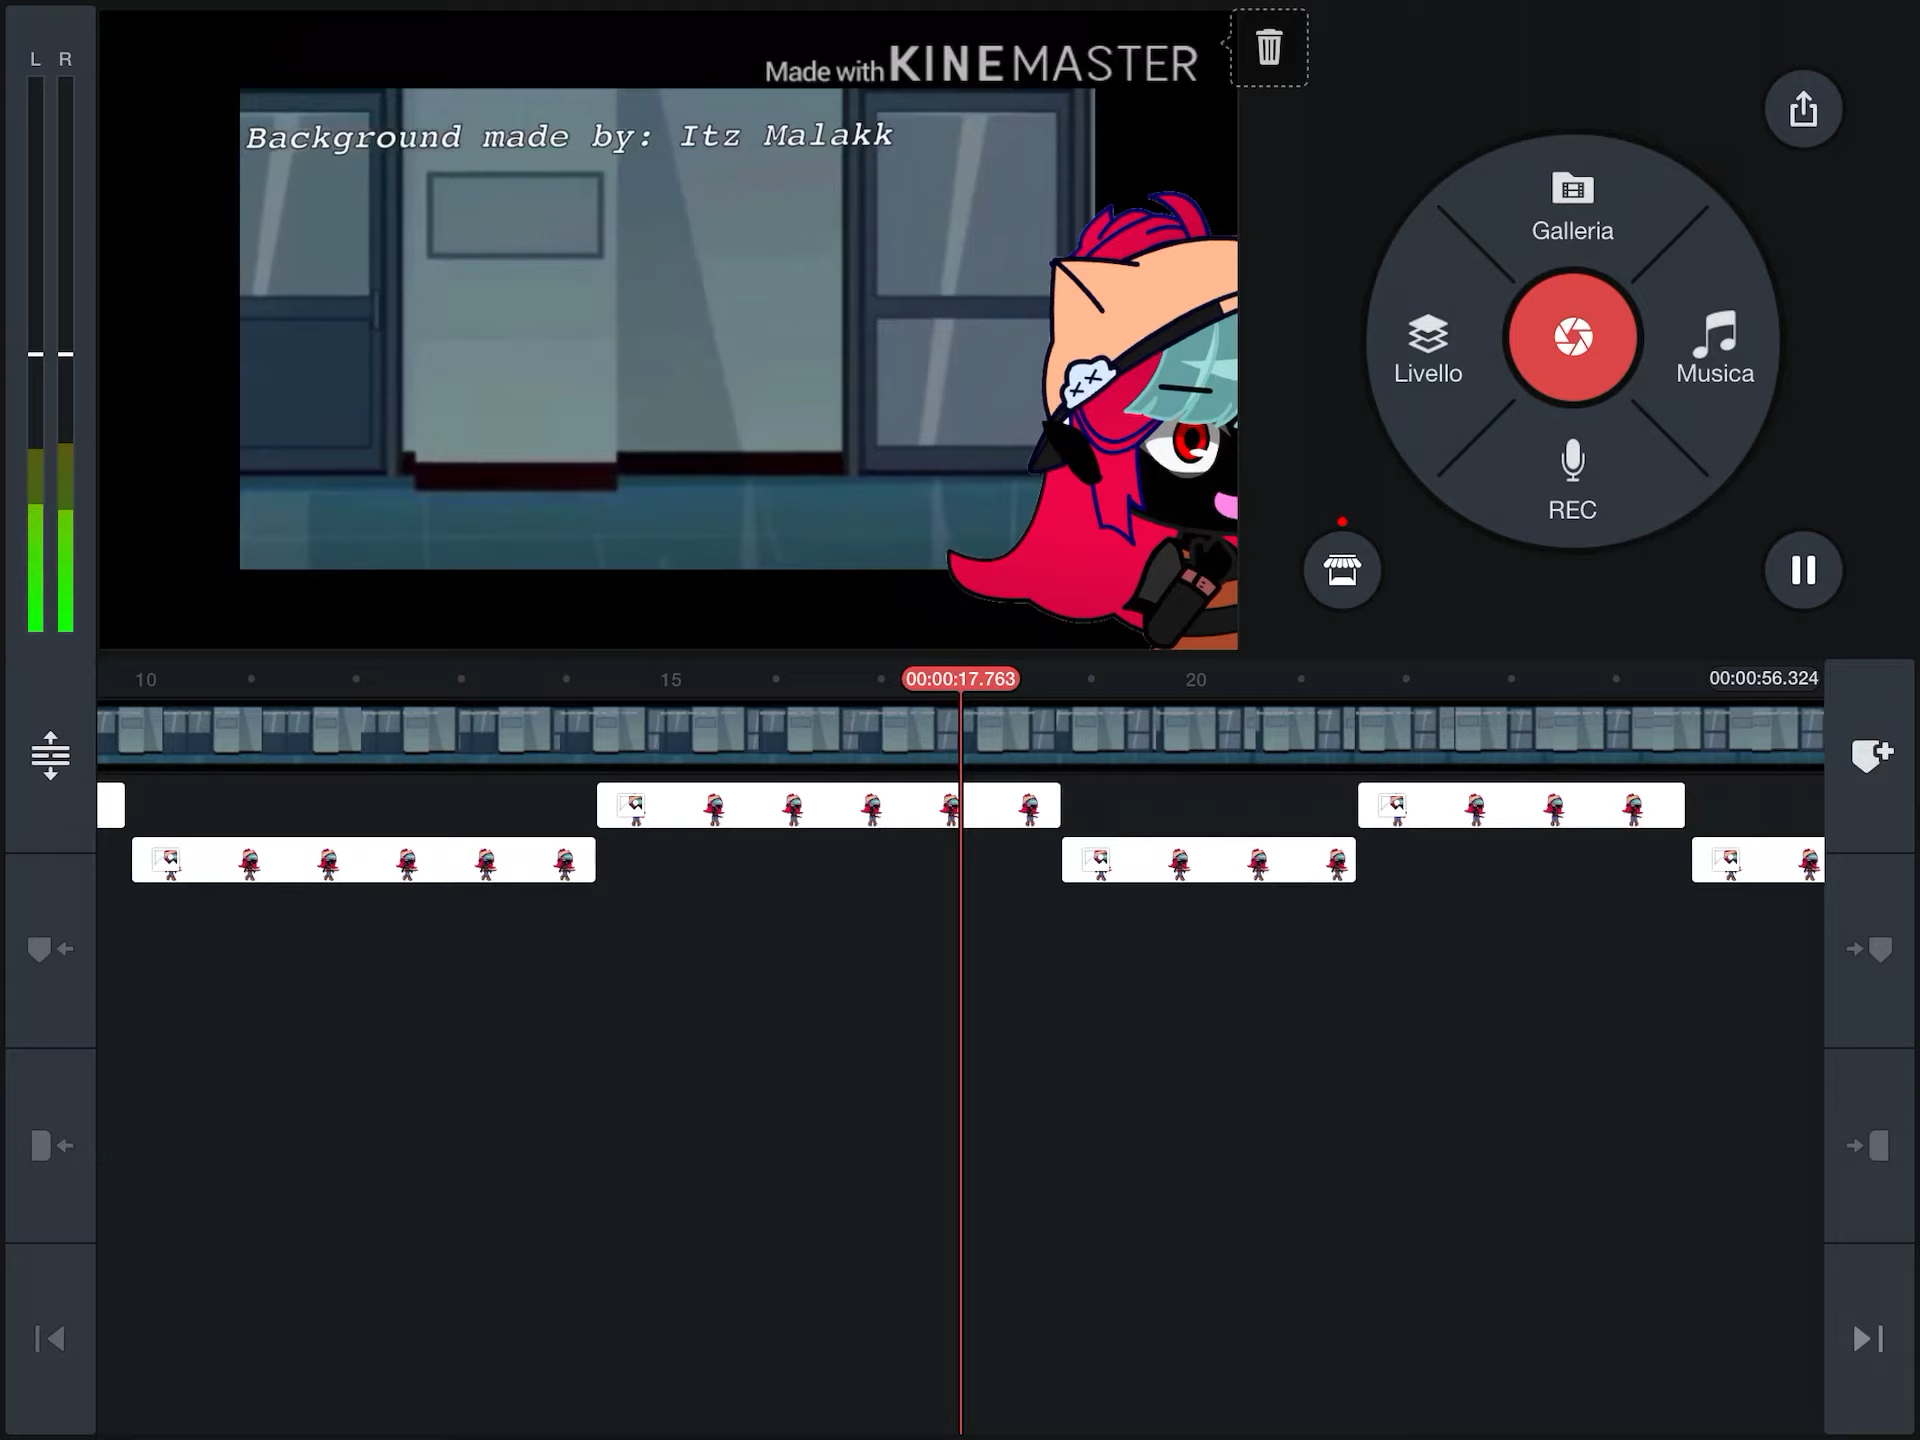 L R
Made with KINEMASTER
Background made by: Itz Malakk
Galleria
Livello
Musica
REC
10
15
00:00:17.763
20
00:00:56.324